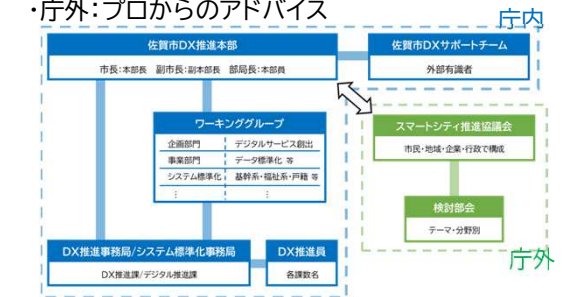 ・庁外：プロからのアドバイス
庁内
佐賀市DX推進本部
市長：本部長　副市長：副本部長　部局長：本部員
佐賀市DXサポートチーム
外部有識者
ワーキンググループ
企画部門　デジタルサービス創出
事業部門　データ標準化 等
システム標準化　基幹系・福祉系・戸籍 等
⋮　⋮
スマートシティ推進協議会
市民・地域・企業・行政で構成
検討部会
テーマ・分野別
庁外
DX推進事務局/システム標準化事務局
DX推進課/デジタル推進課
DX推進員
各課数名